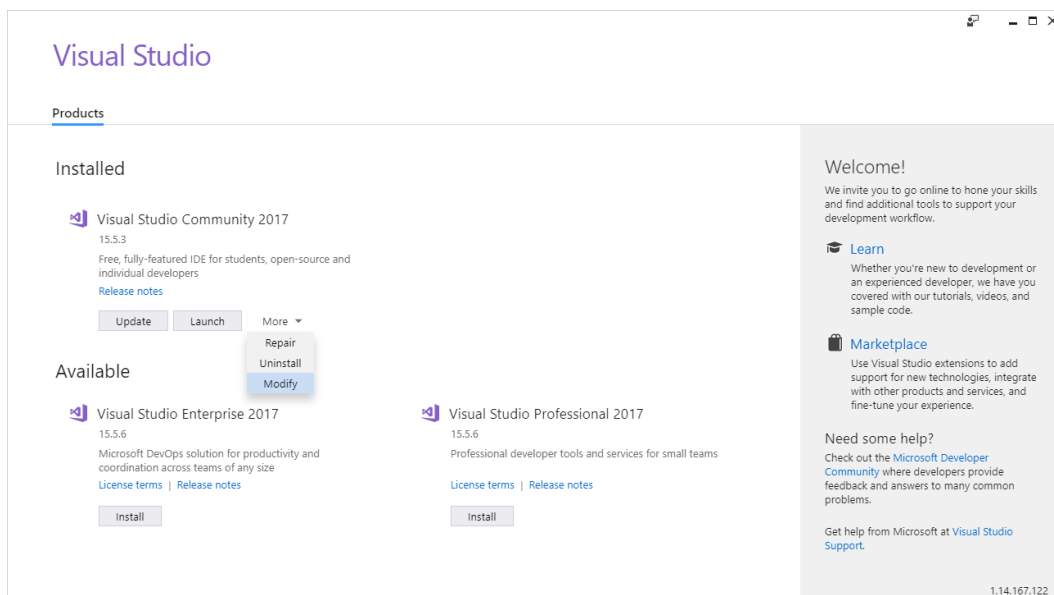 Visual Studio
Products
Installed
Visual Studio Community 2017
15.5.3
Free, fully-featured IDE for students, open-source and
individual developers
Release notes
Update Launch More
Repair
Uninstall
Modify
Available
Visual Studio Enterprise 2017
15.5.6
Microsoft DevOps solution for productivity and
coordination across teams of any size
License terms | Release notes
Install
Visual Studio Professional 2017
15.5.6
Professional developer tools and services for small teams
License terms | Release notes
Install
Welcome!
We invite you to go online to hone your skills
and find additional tools to support your
development workflow.
Learn
Whether you're new to development or
an experienced developer, we have you
covered with our tutorials, videos, and
sample code.
Marketplace
Use Visual Studio extensions to add
support for new technologies, integrate
with other products and services, and
fine-tune your experience.
Need some help?
Check out the Microsoft Developer
Community where developers provide
feedback and answers to many common
problems.
Get help from Microsoft at Visual Studio
Support.
1.14.167.122